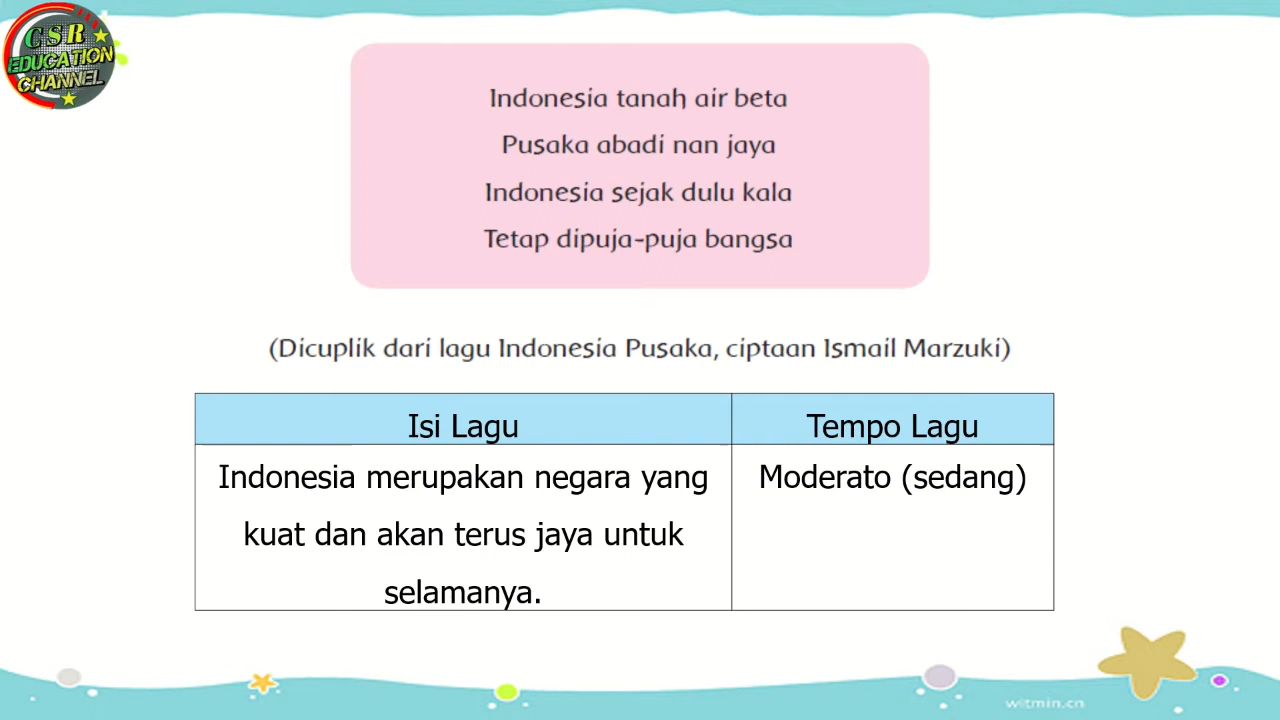 CSR
EDUCATION
CHANNEL
Indonesia tanah air beta
Pusaka abadi nan jaya
Indonesia sejak dulu kala
Tetap dipuja-puja bangsa
(Dicuplik dari lagu Indonesia Pusaka, ciptaan Ismail Marzuki)
Isi Lagu
Tempo Lagu
Indonesia merupakan negara yang
kuat dan akan terus jaya untuk
selamanya.
Moderato (sedang)
witmin.cn